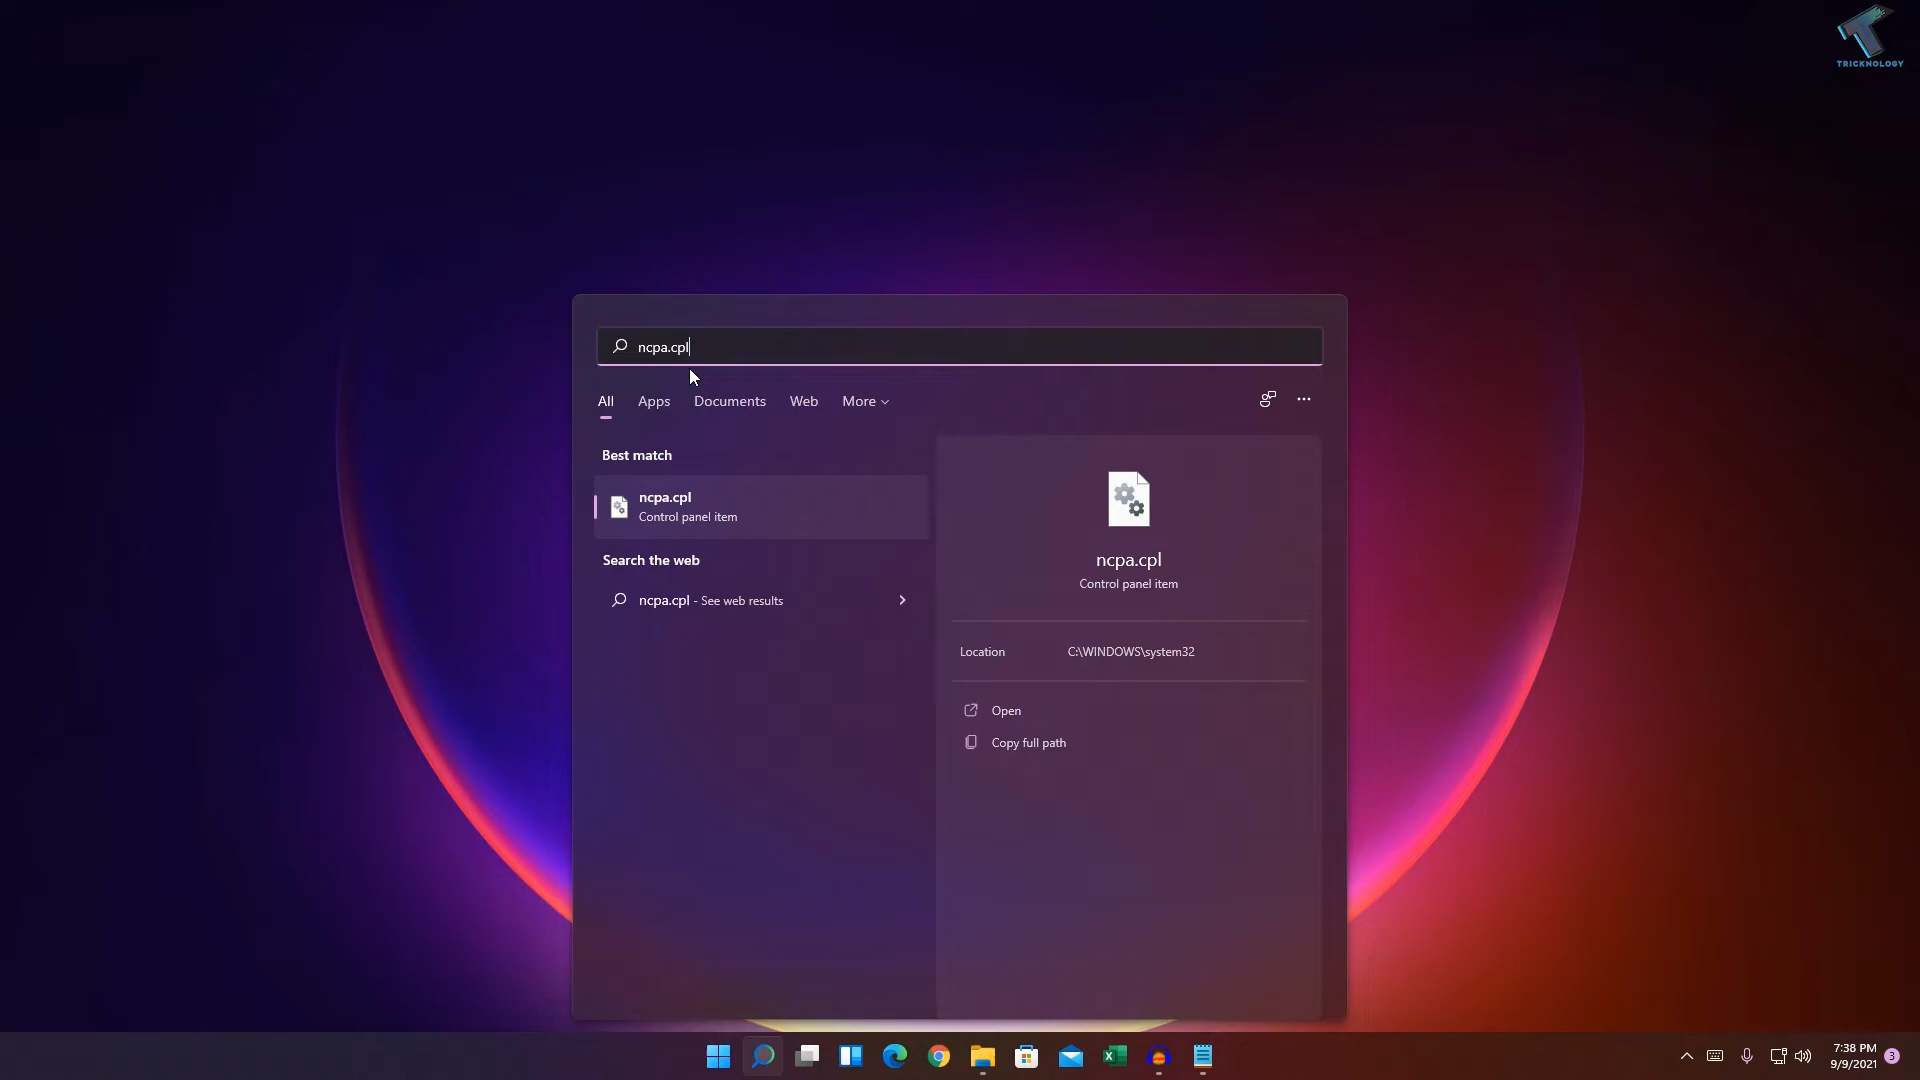 TRICKNOLOGY
ncpa.cpl
All Apps Documents Web More
Best match
ncpa.cpl
Control panel item
Search the web
ncpa.cpl - See web results
ncpa.cpl
Control panel item
Location C:\WINDOWS\system32
Open
Copy full path
7:38 PM
9/9/2021
3